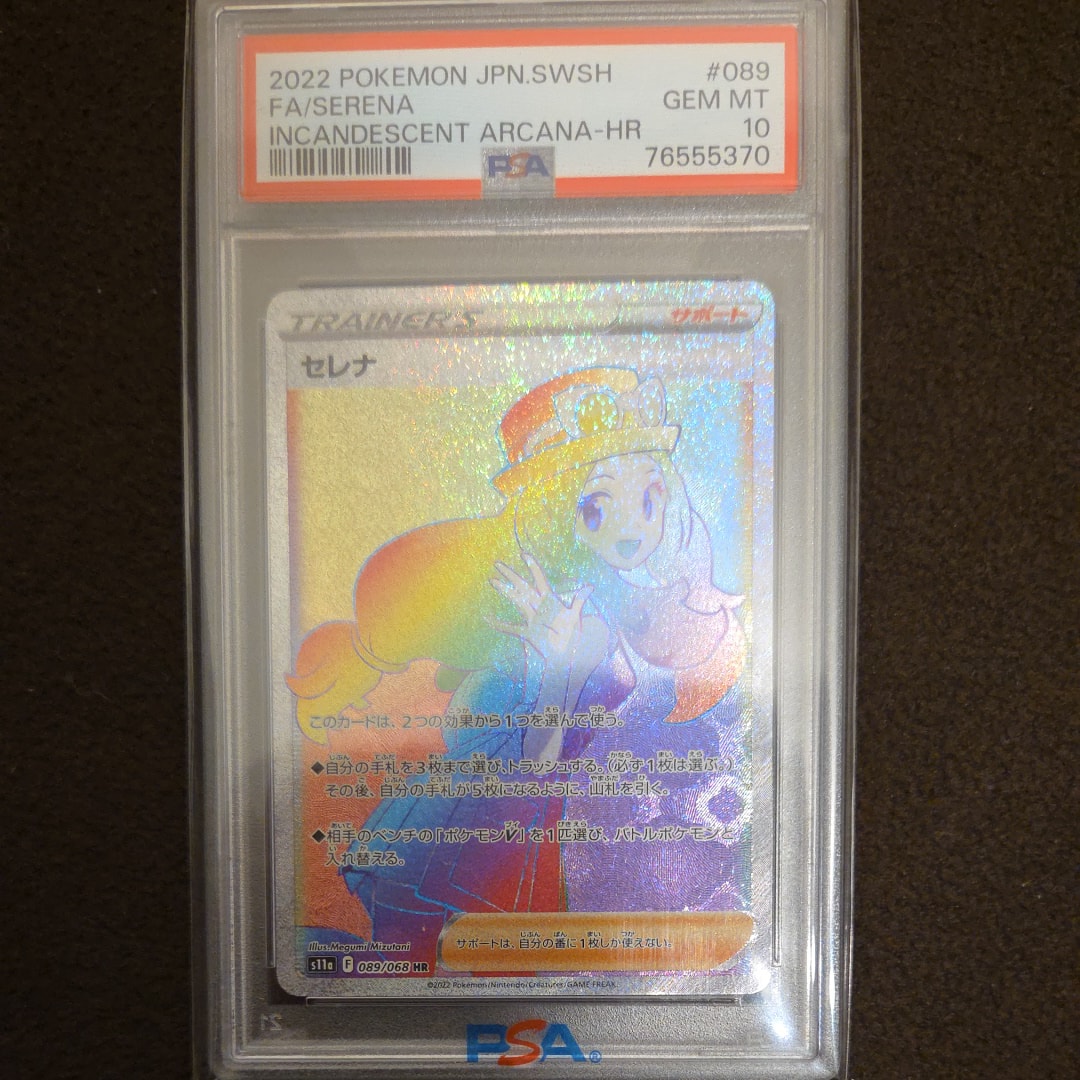 2022 POKEMON JPN.SWSH #089
FA/SERENA GEM MT
INCANDESCENT ARCANA-HR 10
PSA 76555370
TRAINER'S サポート
セレナ
このカードは、2つの効果から1つを選んで使う。
◆自分の手札を3枚まで選び、トラッシュする。(必ず1枚は選ぶ。)
その後、自分の手札が5枚になるように、山札を引く。
◆相手のベンチの「ポケモンV」を1匹選び、バトルポケモンと
入れ替える。
サポートは、自分の番に1枚しか使えない。
Illus. Megumi Mizutani
s11a F 089/068 HR
©2022 Pokémon/Nintendo/Creatures/GAME FREAK.
PSA®